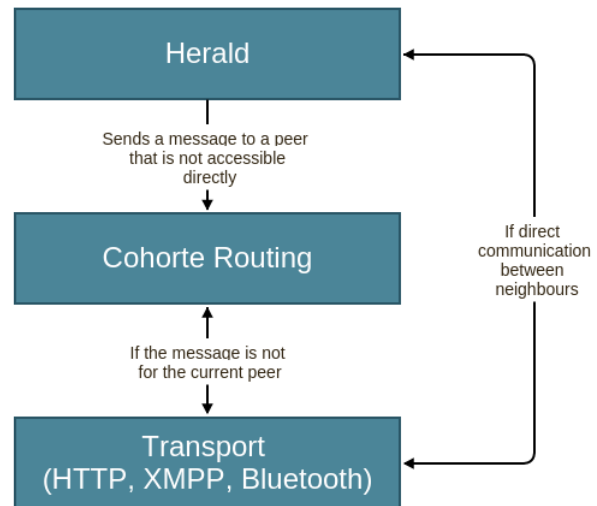 Herald
Sends a message to a peer
that is not accessible
directly
Cohorte Routing
If direct
communication
between
neighbours
If the message is not
for the current peer
Transport
(HTTP, XMPP, Bluetooth)